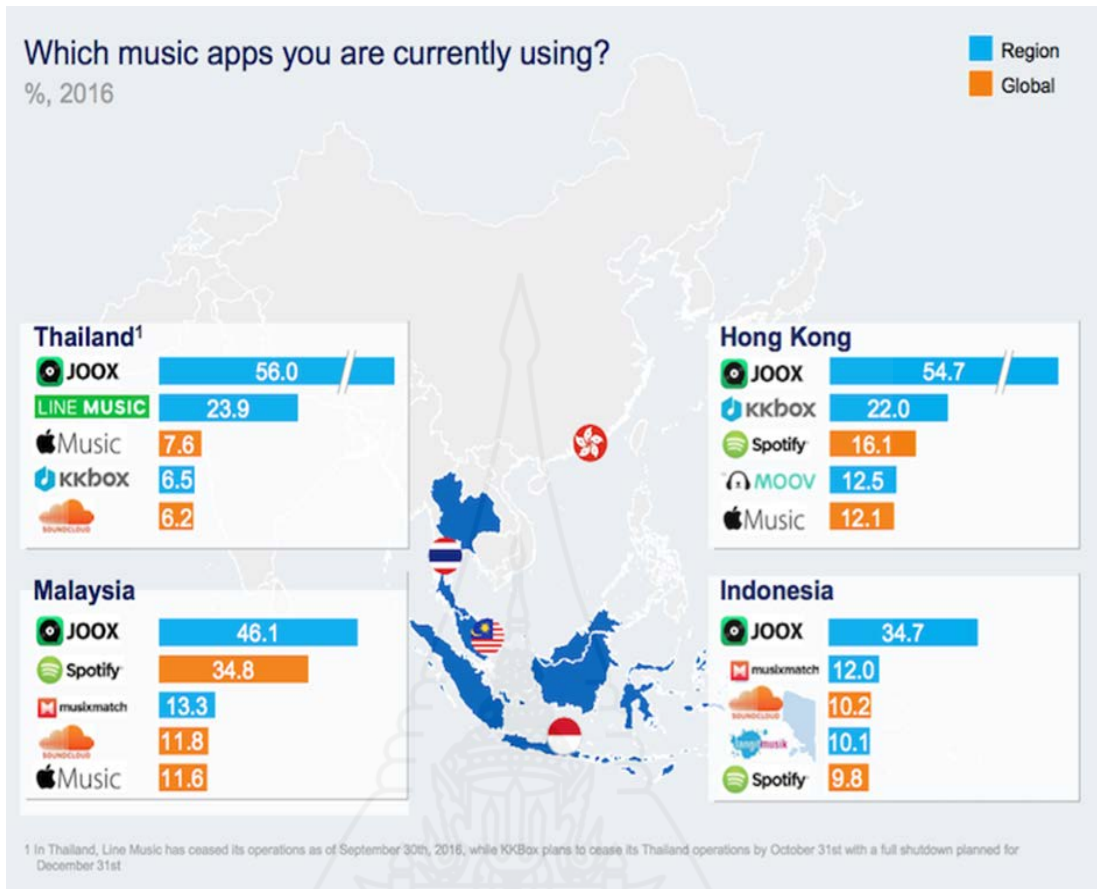 Which music apps you are currently using?
%, 2016
Region
Global
Thailand¹
JOOX 56.0
LINE MUSIC 23.9
Music 7.6
KKBOX 6.5
SOUNDCLOUD 6.2
Hong Kong
JOOX 54.7
KKBOX 22.0
Spotify 16.1
MOOV 12.5
Music 12.1
Malaysia
JOOX 46.1
Spotify 34.8
musixmatch 13.3
SOUNDCLOUD 11.8
Music 11.6
Indonesia
JOOX 34.7
musixmatch 12.0
SOUNDCLOUD 10.2
langitmusik 10.1
Spotify 9.8
1 In Thailand, Line Music has ceased its operations as of September 30th, 2016, while KKBox plans to cease its Thailand operations by October 31st with a full shutdown planned for
December 31st